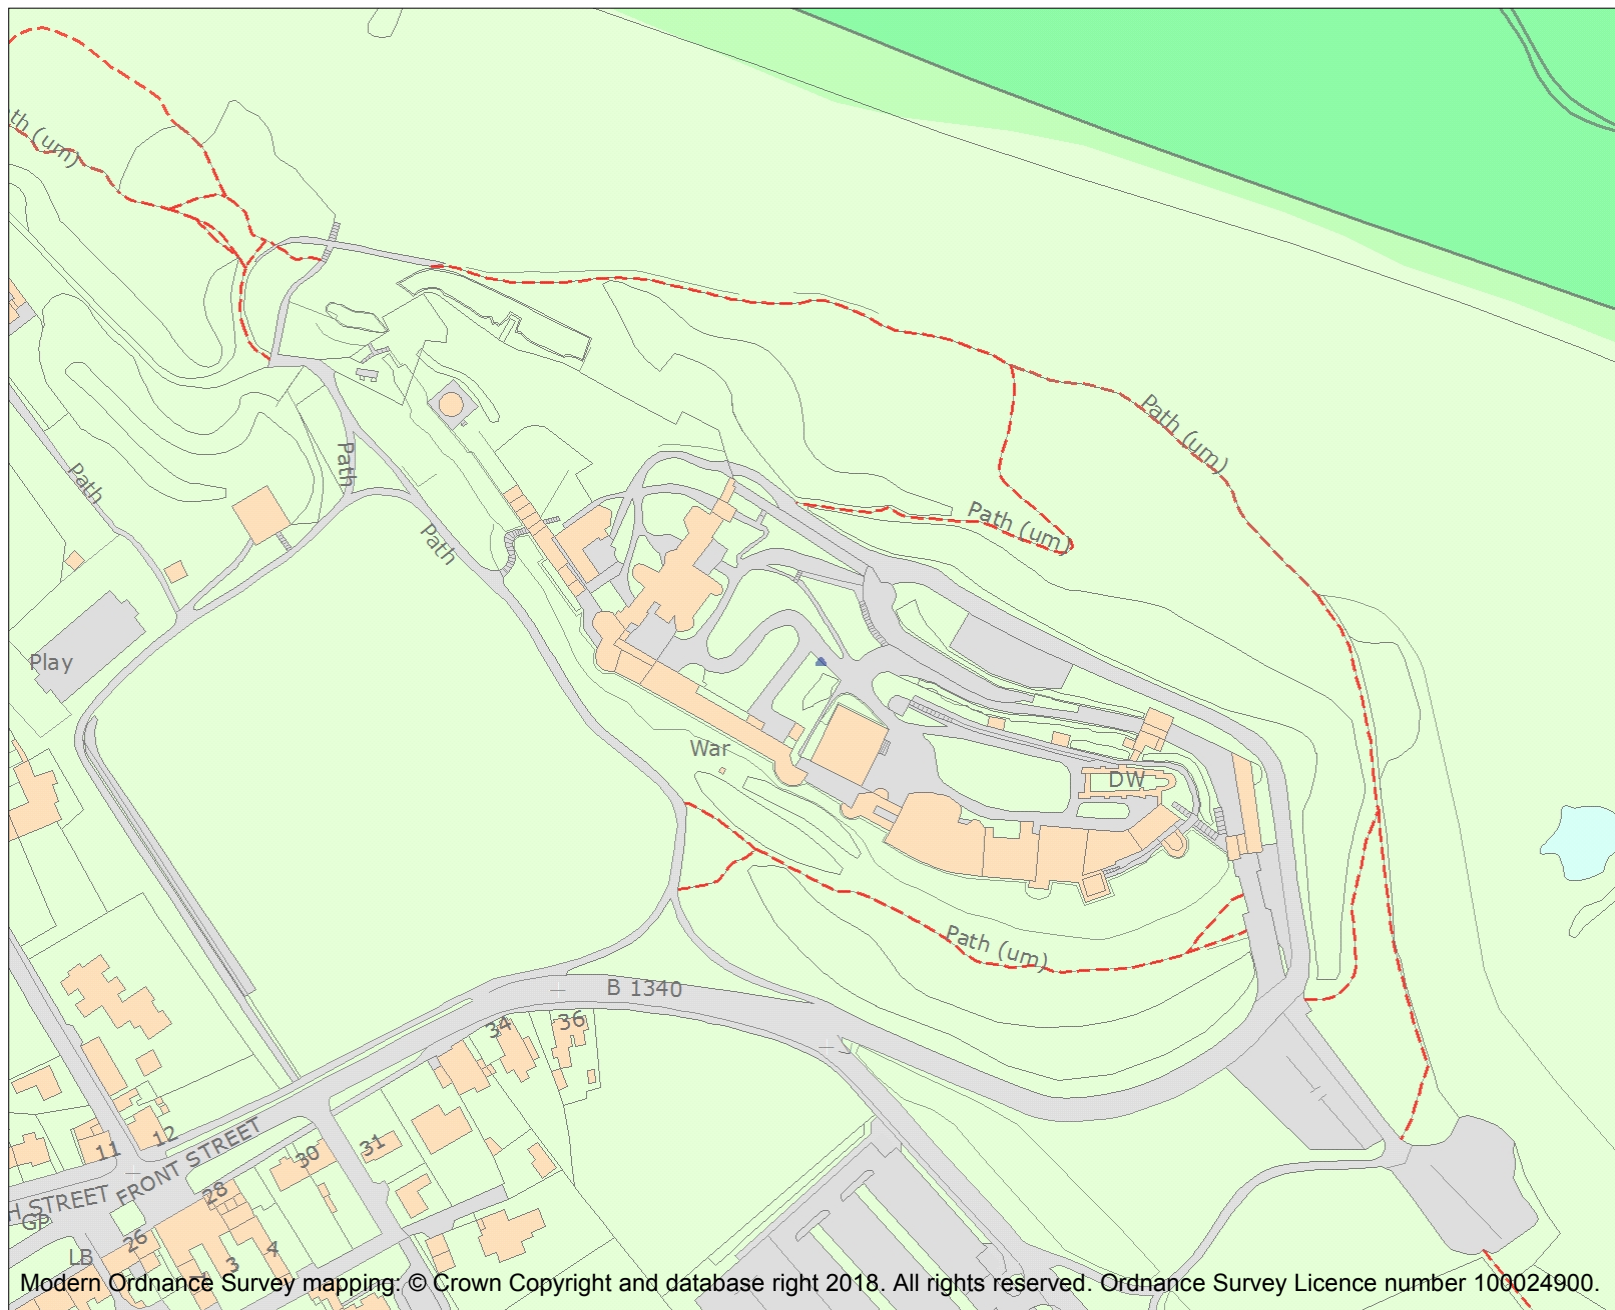 ath (um)
Path (um)
Path
Path
Path
Path (um)
Play
War
DW
Path (um)
B 1340
34
36
11
12
30
31
FRONT STREET
H STREET
28
GP
26
LB
3
4
Modern Ordnance Survey mapping: © Crown Copyright and database right 2018. All rights reserved. Ordnance Survey Licence number 100024900.